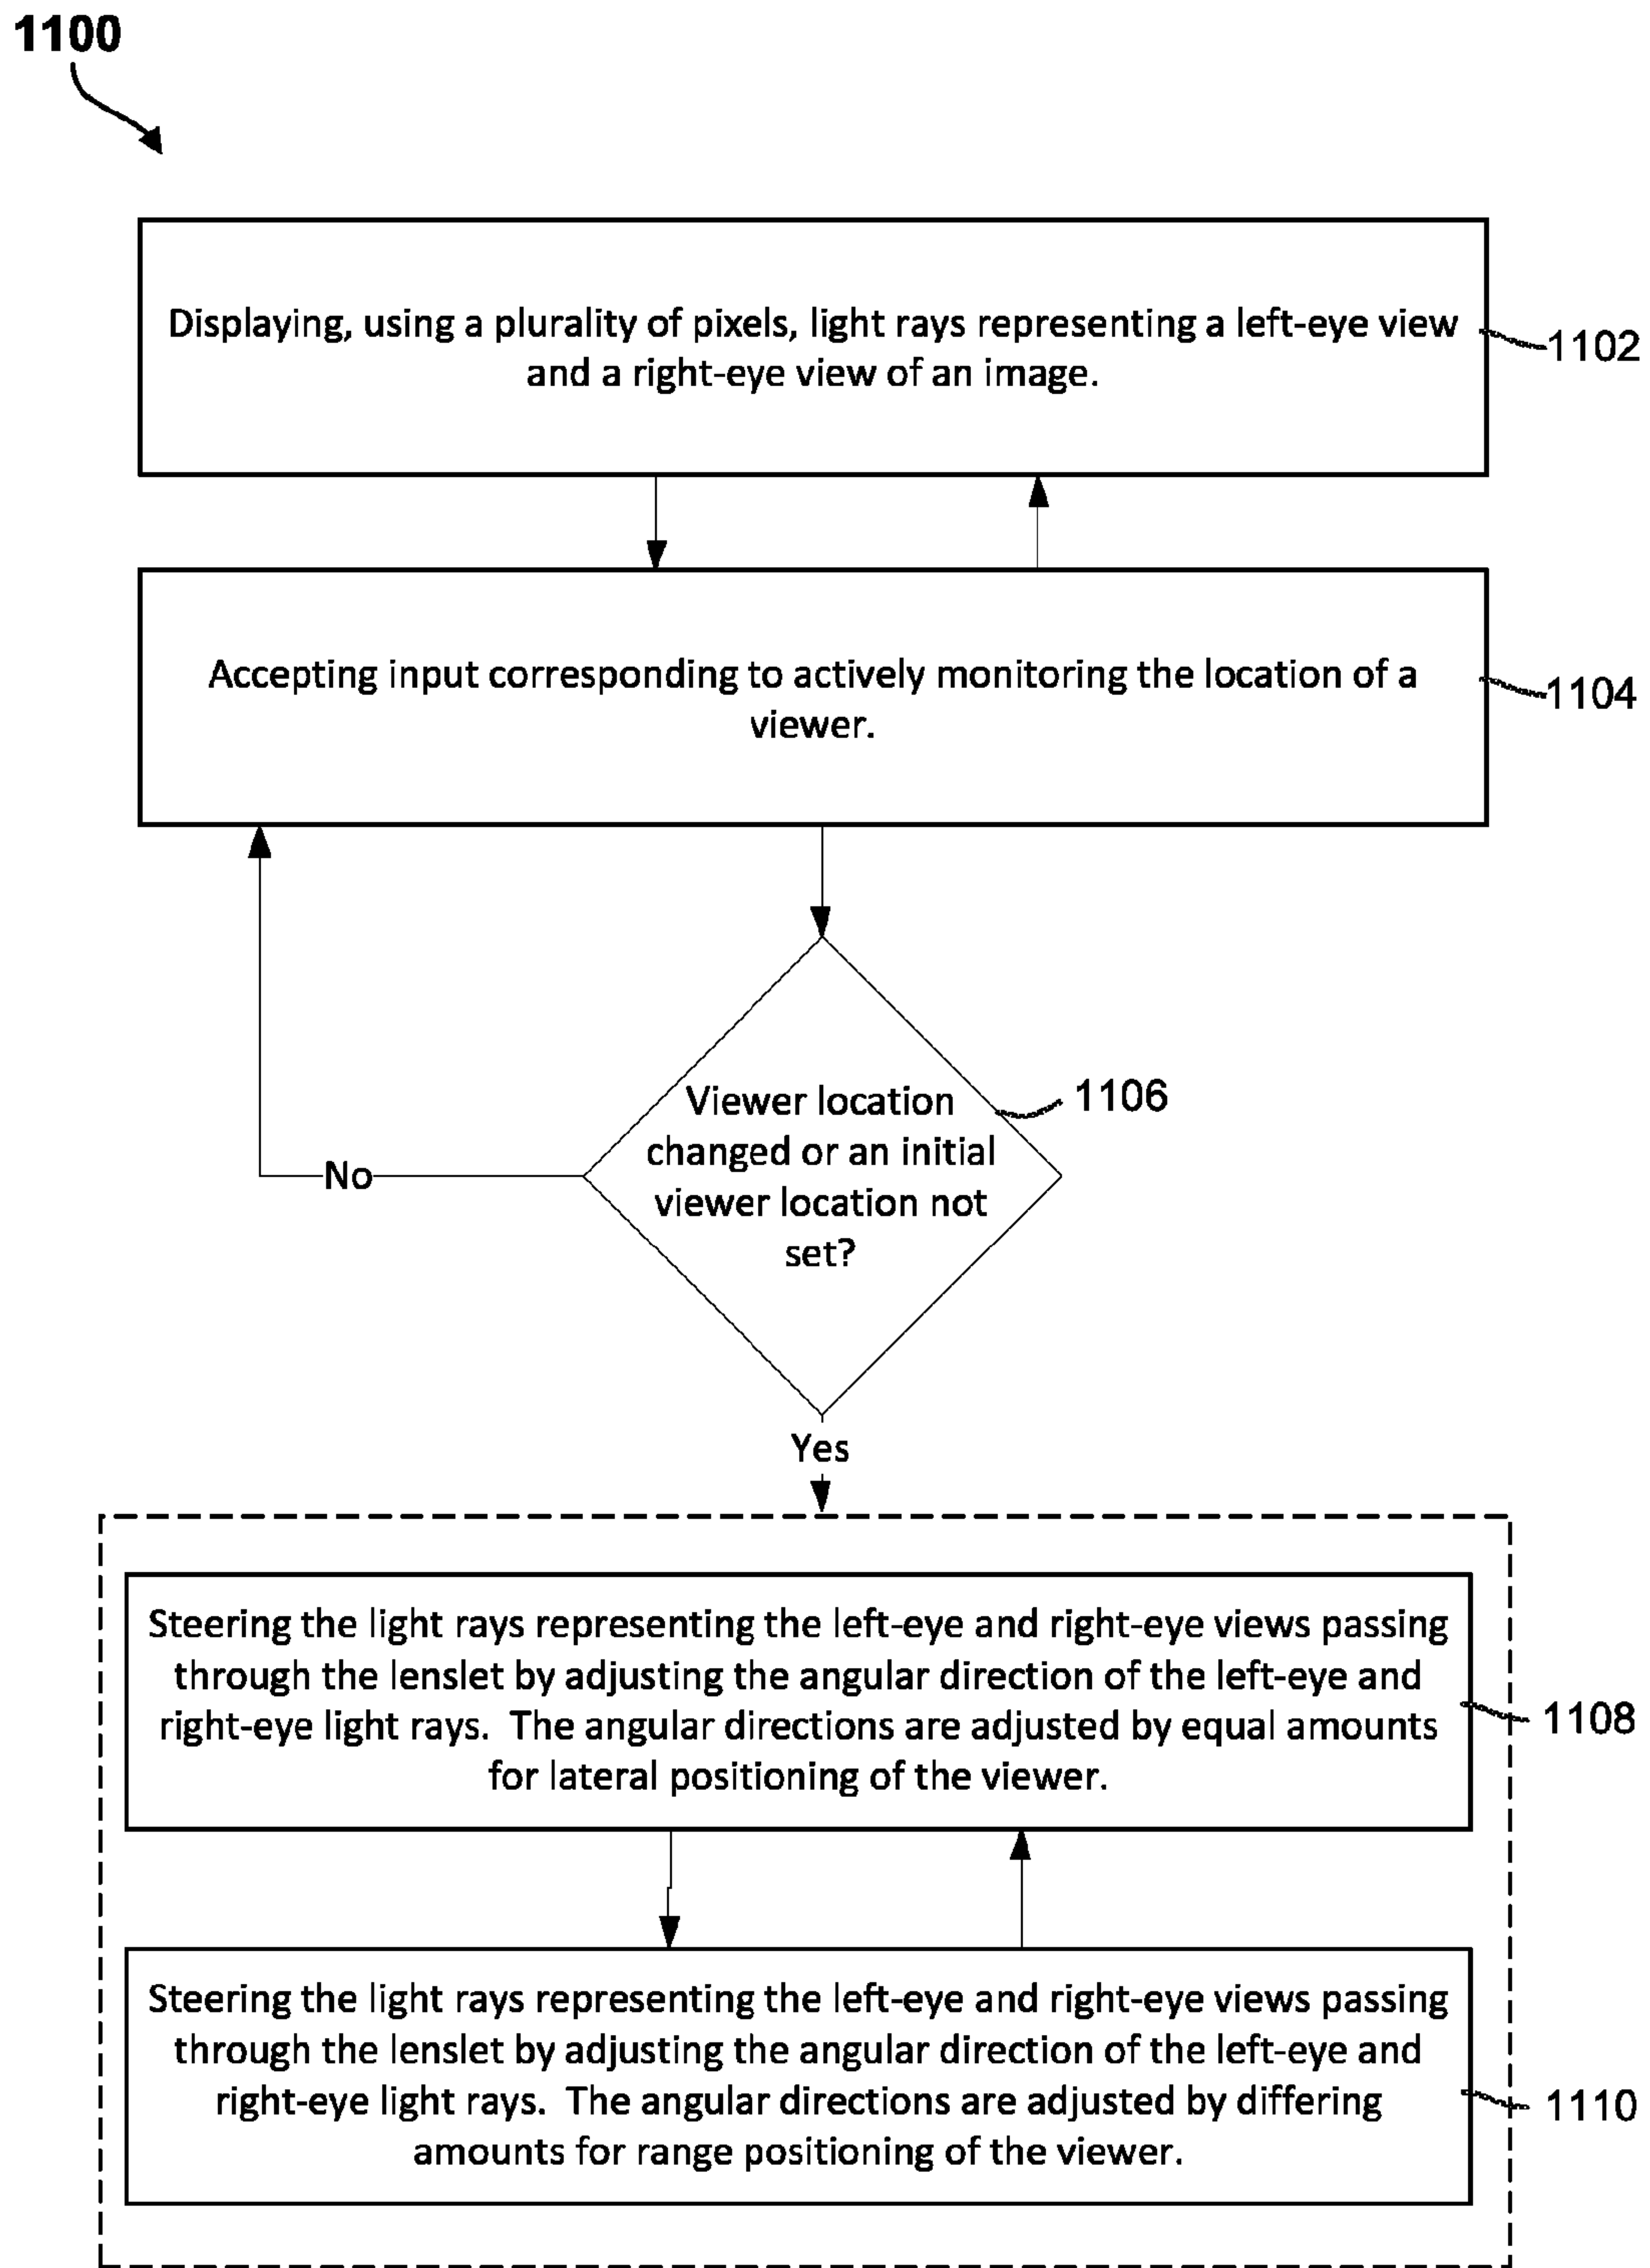 1100
Displaying, using a plurality of pixels, light rays representing a left-eye view
and a right-eye view of an image.
1102
Accepting input corresponding to actively monitoring the location of a
viewer.
1104
Viewer location
changed or an initial
viewer location not
set?
1106
No
Yes
Steering the light rays representing the left-eye and right-eye views passing
through the lenslet by adjusting the angular direction of the left-eye and
right-eye light rays.  The angular directions are adjusted by equal amounts
for lateral positioning of the viewer.
1108
Steering the light rays representing the left-eye and right-eye views passing
through the lenslet by adjusting the angular direction of the left-eye and
right-eye light rays.  The angular directions are adjusted by differing
amounts for range positioning of the viewer.
1110